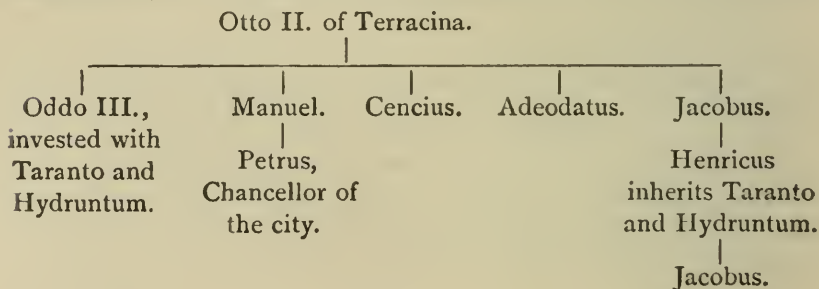 Otto II. of Terracina.
Oddo III.,
invested with
Taranto and
Hydruntum.
Manuel.
Petrus,
Chancellor of
the city.
Cencius.
Adeodatus.
Jacobus.
Henricus
inherits Taranto
and Hydruntum.
Jacobus.